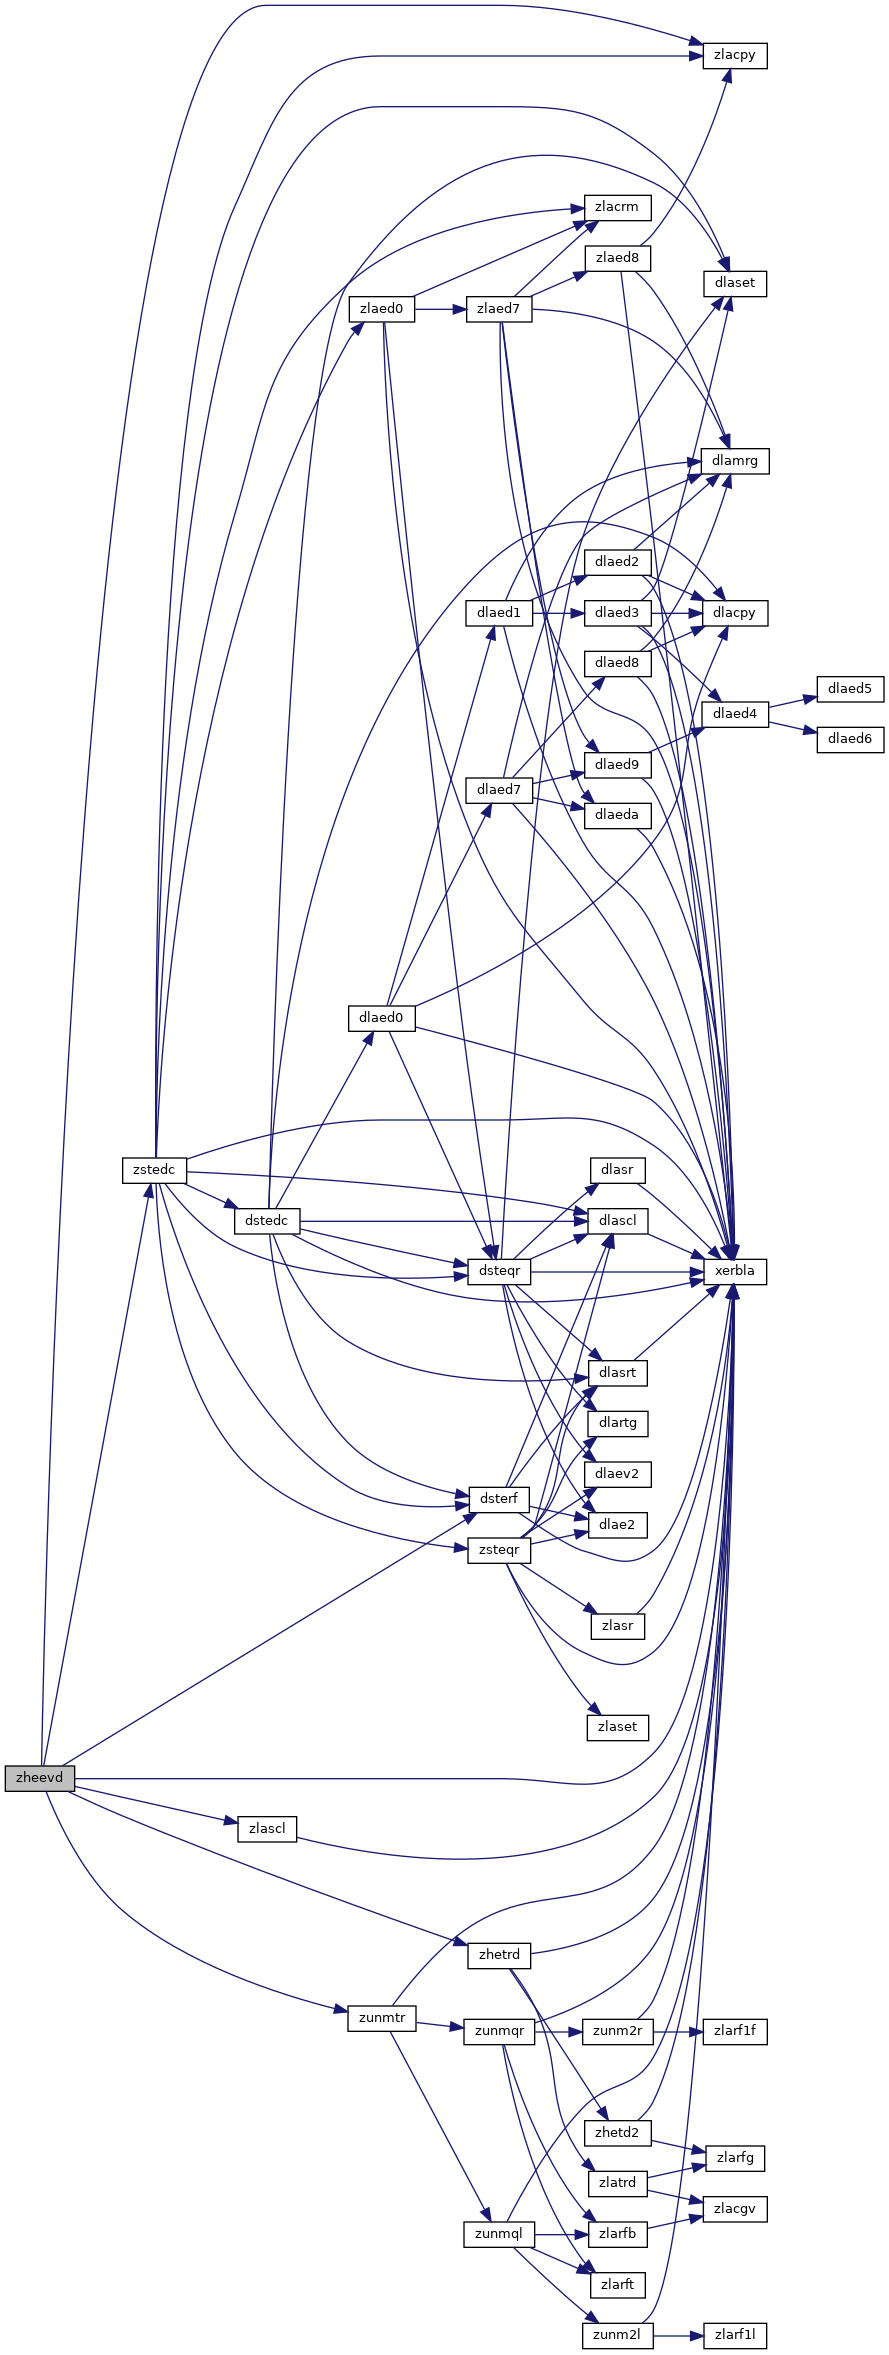 zlacpy
zlacrm
zlaed8
dlaset
zlaed0
zlaed7
dlamrg
dlaed2
dlaed1
dlaed3
dlacpy
dlaed8
dlaed5
dlaed4
dlaed6
dlaed9
dlaed7
dlaeda
dlaed0
zstedc
dlasr
dstedc
dlascl
dsteqr
xerbla
dlasrt
dlartg
dlaev2
dsterf
dlae2
zsteqr
zlasr
zlaset
zheevd
zlascl
zhetrd
zunmtr
zunmqr
zunm2r
zlarf1f
zhetd2
zlarfg
zlatrd
zlacgv
zunmql
zlarfb
zlarft
zunm2l
zlarf1l